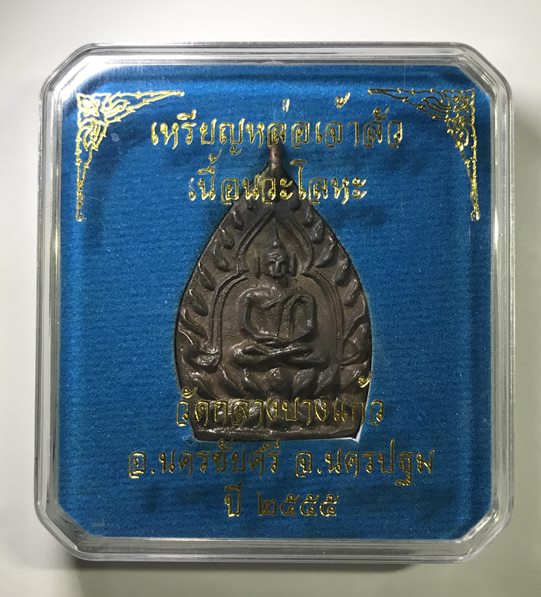 เหรียญหล่อเจ้าสัว
เนื้อนวะโลหะ
วัดกลางบางแก้ว
อ.นครชัยศรี จ.นครปฐม
ปี ๒๕๕๕